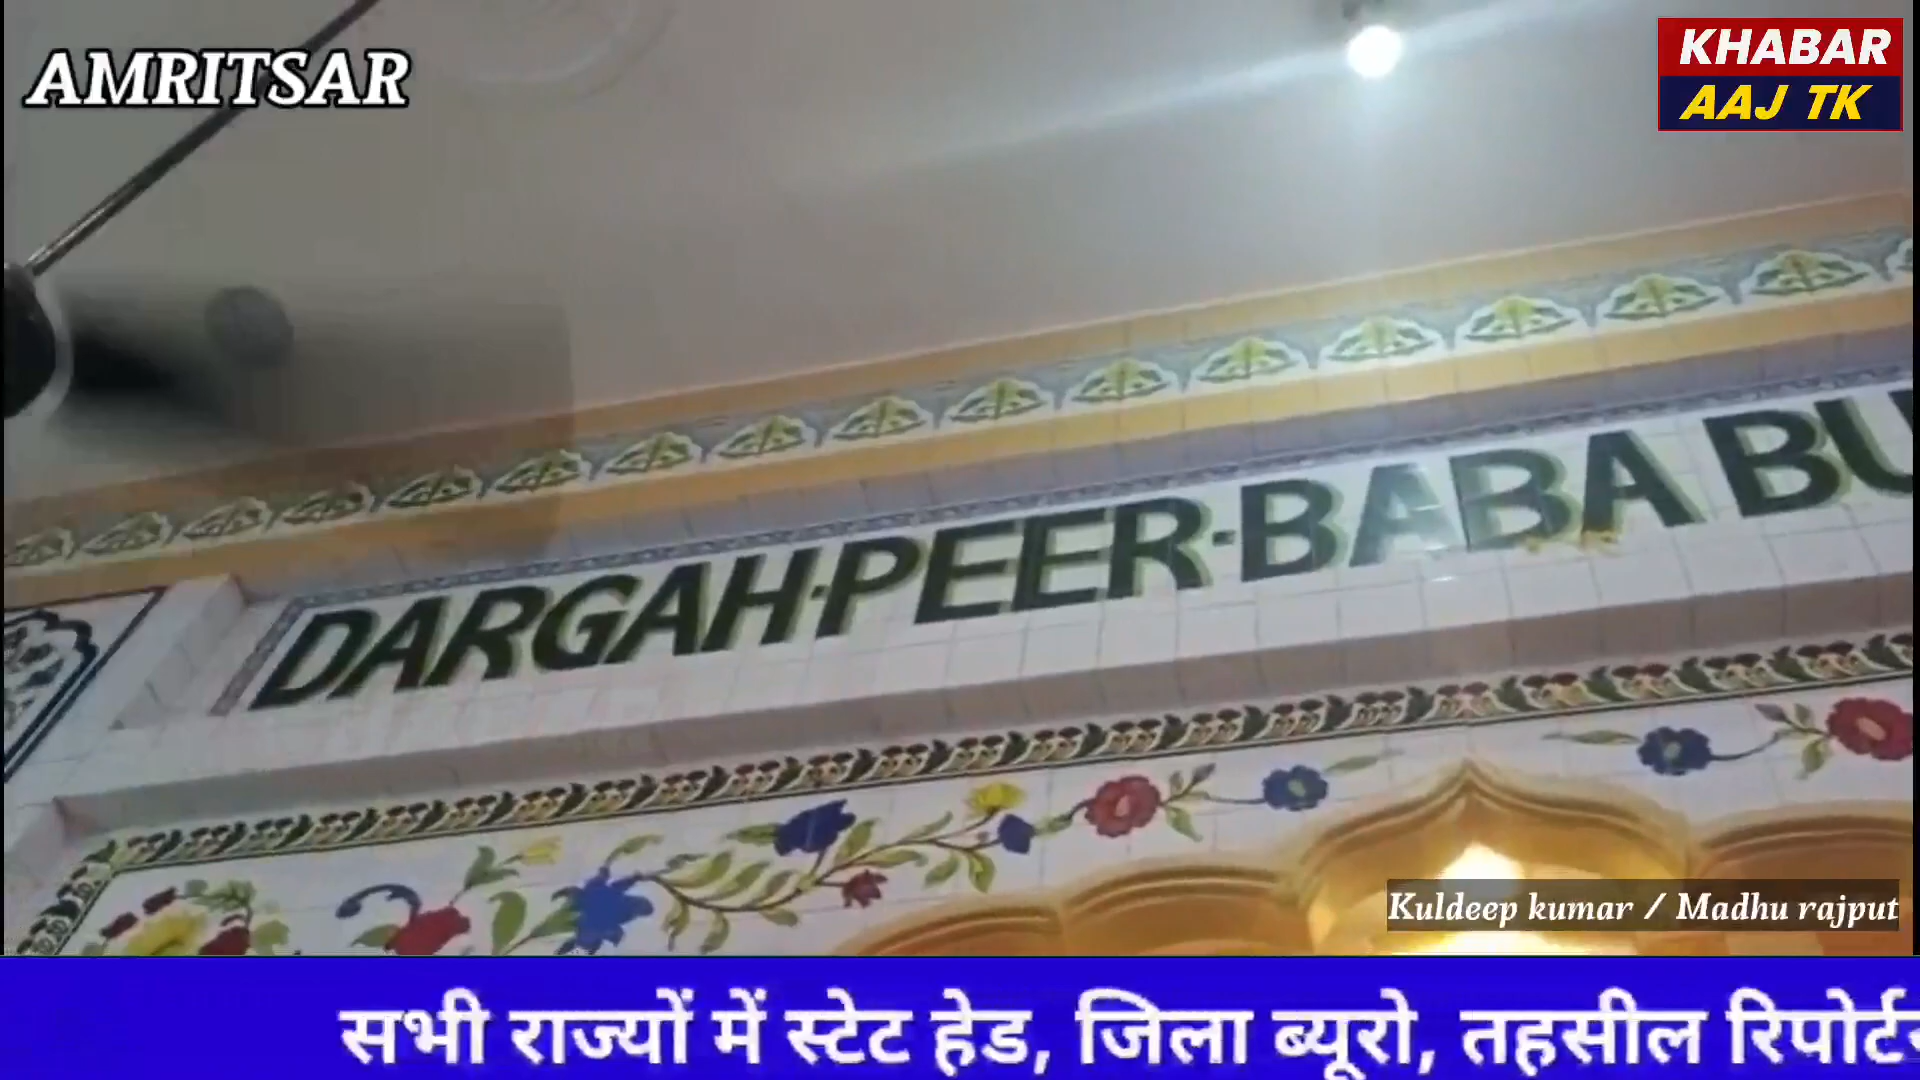 AMRITSAR
KHABAR
AAJ TK
DARGAH·PEER·BABA BU
Kuldeep kumar / Madhu rajput
सभी राज्यों में स्टेट हेड, जिला ब्यूरो, तहसील